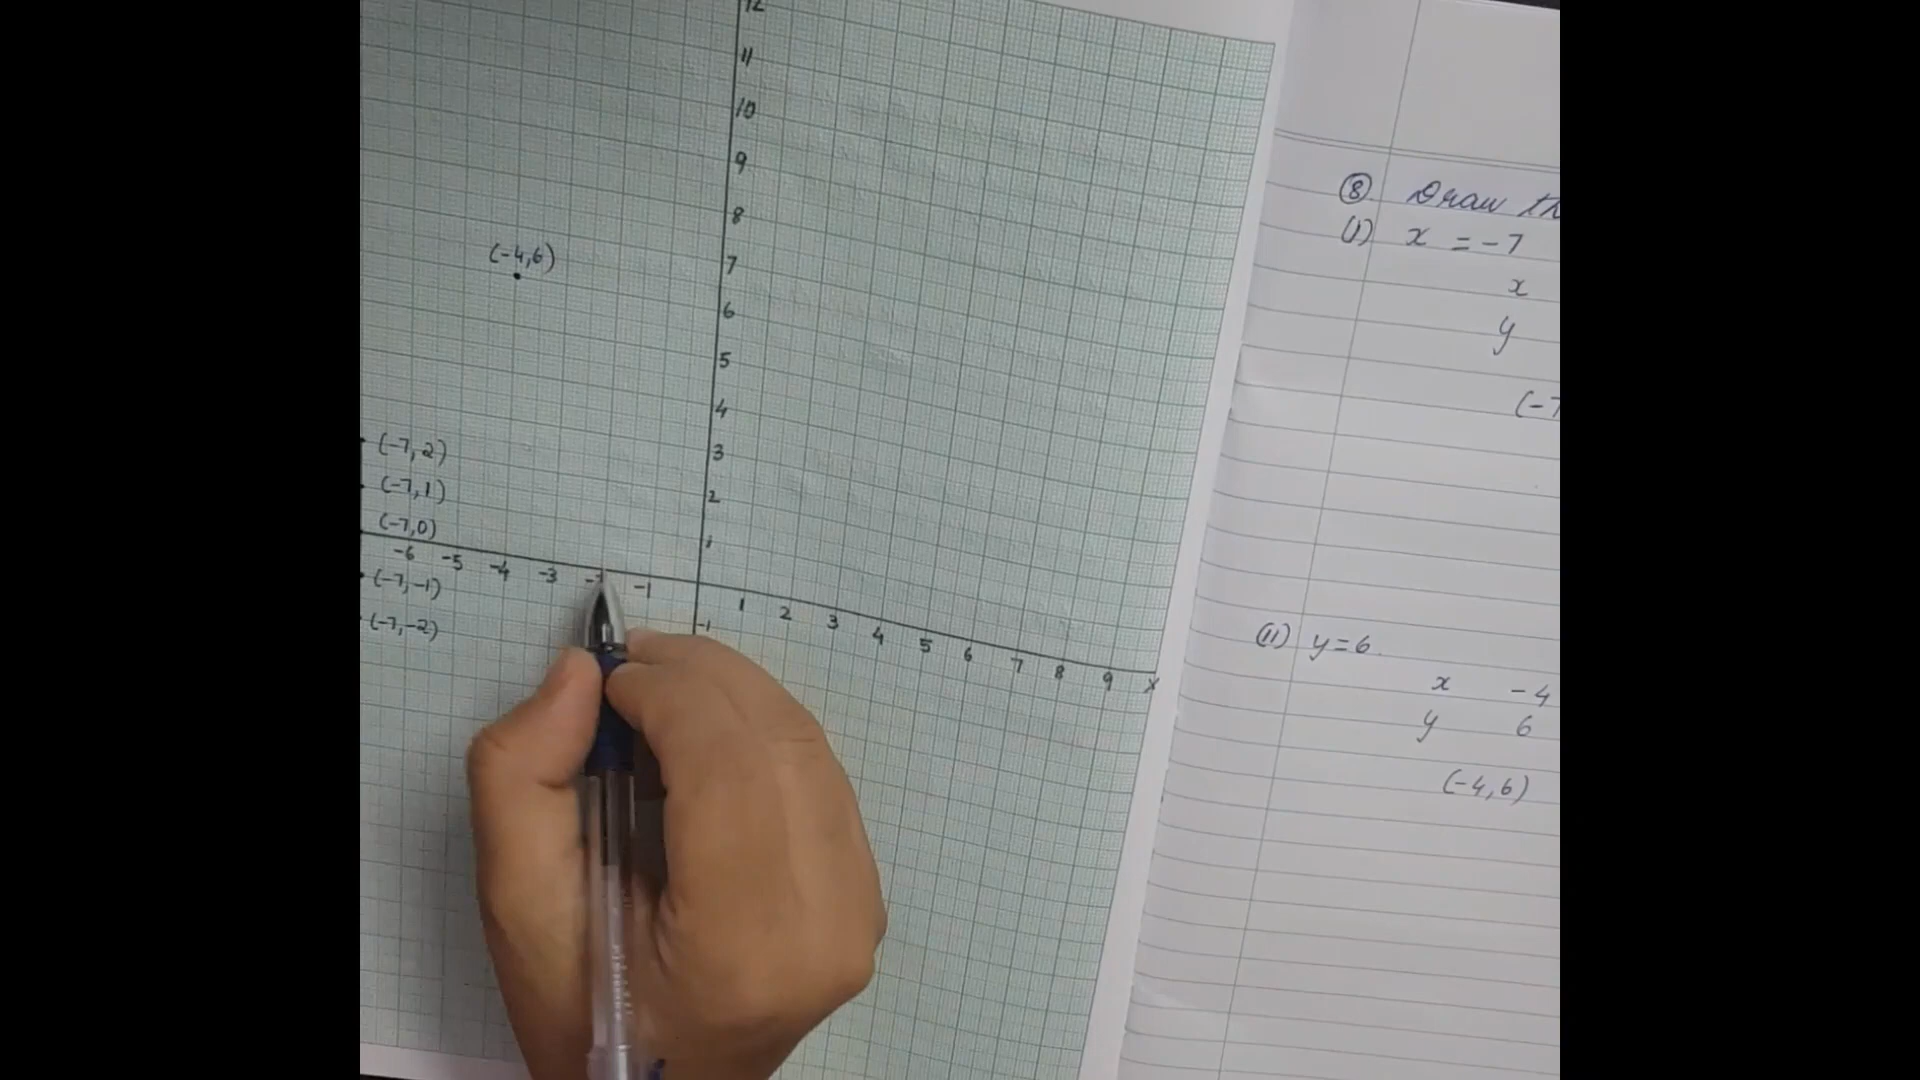 12
11
10
9
8
(-4,6)
7
6
5
4
3
2
1
(-7,2)
(-7,1)
(-7,0)
-6 -5 -4 -3 -1 1 2 3 4 5 6 7 8 9 X
-1
(-7,-1)
(-7,-2)
⑧ Draw
(i) x = -7
x
y
(-7
(ii) y=6.
x -4
y 6
(-4,6)